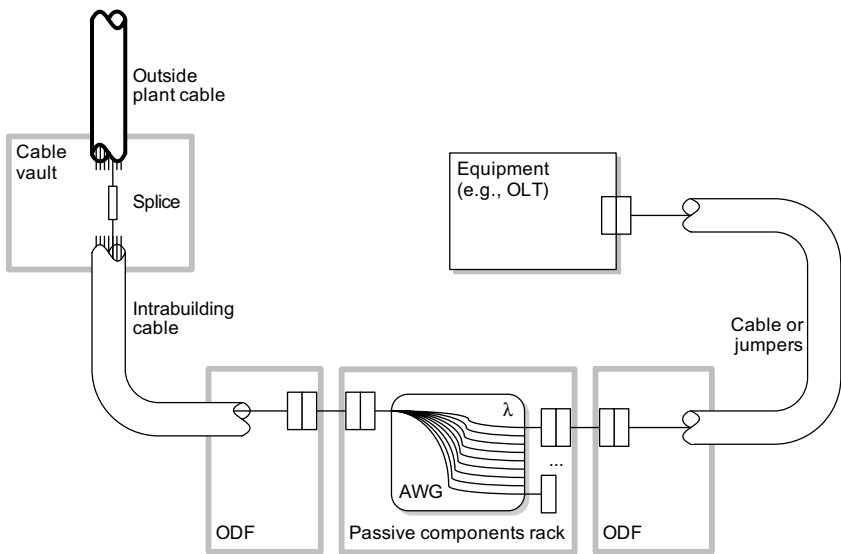 Outside
plant cable
Cable
vault
Splice
Equipment
(e.g., OLT)
Intrabuilding
cable
Cable or
jumpers
λ
...
AWG
ODF
Passive components rack
ODF